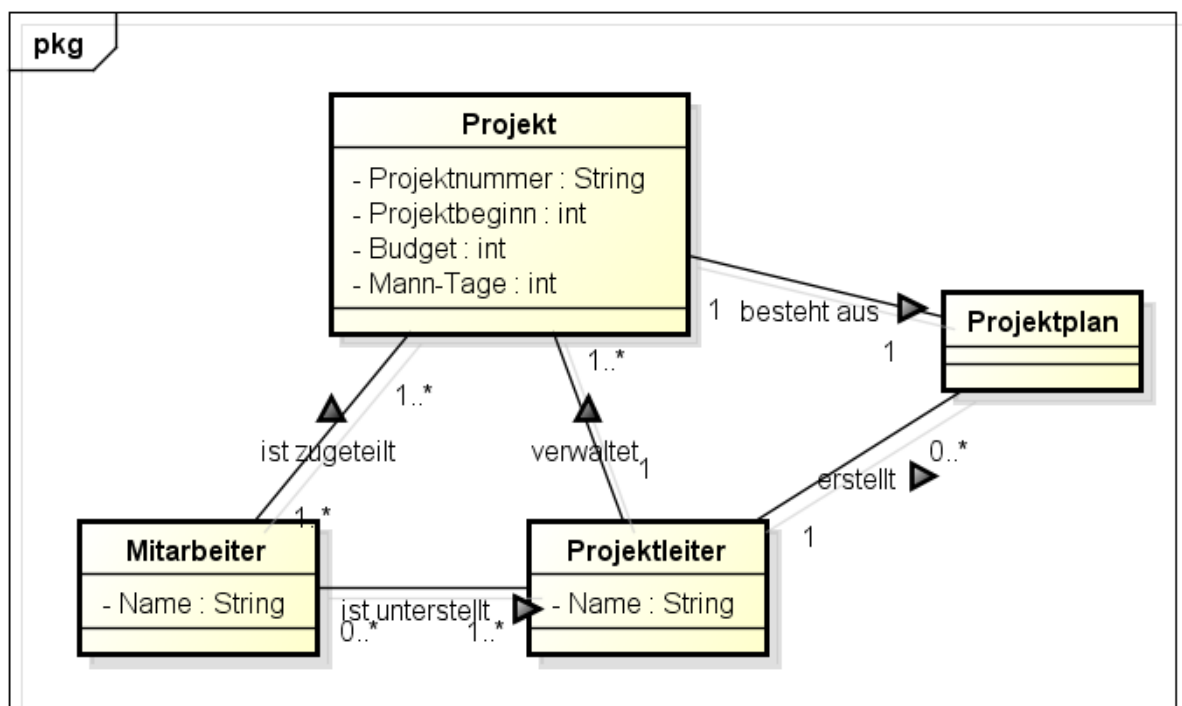 pkg
Projekt
- Projektnummer : String
- Projektbeginn : int
- Budget : int
- Mann-Tage : int
1 besteht aus
1
Projektplan
1..*
1..*
ist zugeteilt
verwaltet
1
0..*
erstellt
1
1..*
Mitarbeiter
- Name : String
ist unterstellt
0..*
1..*
Projektleiter
- Name : String